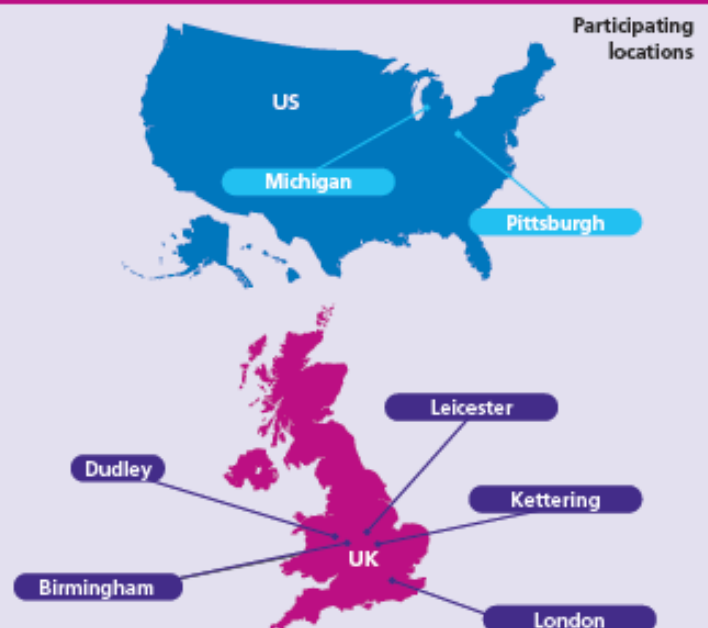 Participating
locations
US
Michigan
Pittsburgh
Leicester
Dudley
Kettering
UK
Birmingham
London